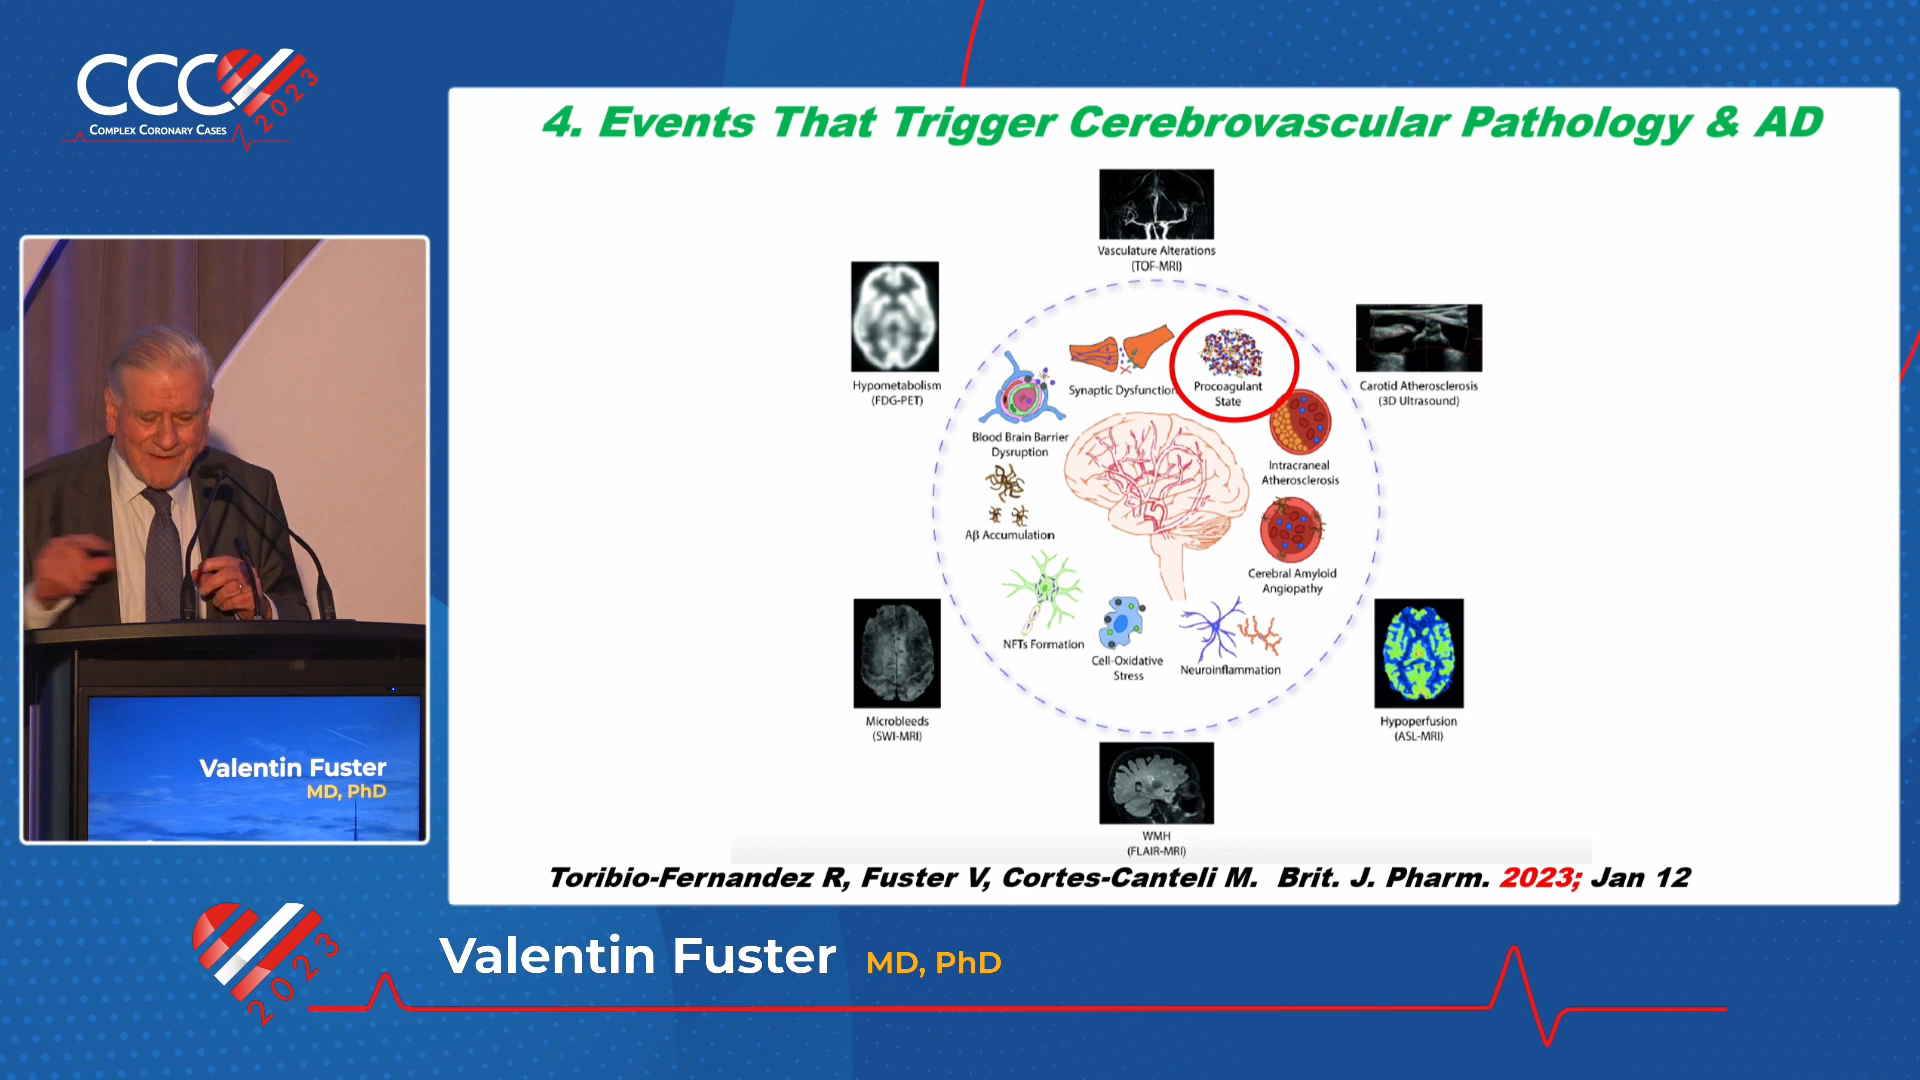 CCC
COMPLEX CORONARY CASES
2023
4. Events That Trigger Cerebrovascular Pathology & AD
Vasculature Alterations
(TOF-MRI)
Hypometabolism
(FDG-PET)
Carotid Atherosclerosis
(3D Ultrasound)
Synaptic Dysfunction
Procoagulant
State
Blood Brain Barrier
Dysruption
Intracraneal
Atherosclerosis
Aβ Accumulation
Cerebral Amyloid
Angiopathy
NFTs Formation
Cell-Oxidative
Stress
Neuroinflammation
Microbleeds
(SWI-MRI)
Hypoperfusion
(ASL-MRI)
WMH
(FLAIR-MRI)
Toribio-Fernandez R, Fuster V, Cortes-Canteli M. Brit. J. Pharm. 2023; Jan 12
Valentin Fuster
MD, PhD
2023
Valentin Fuster MD, PhD